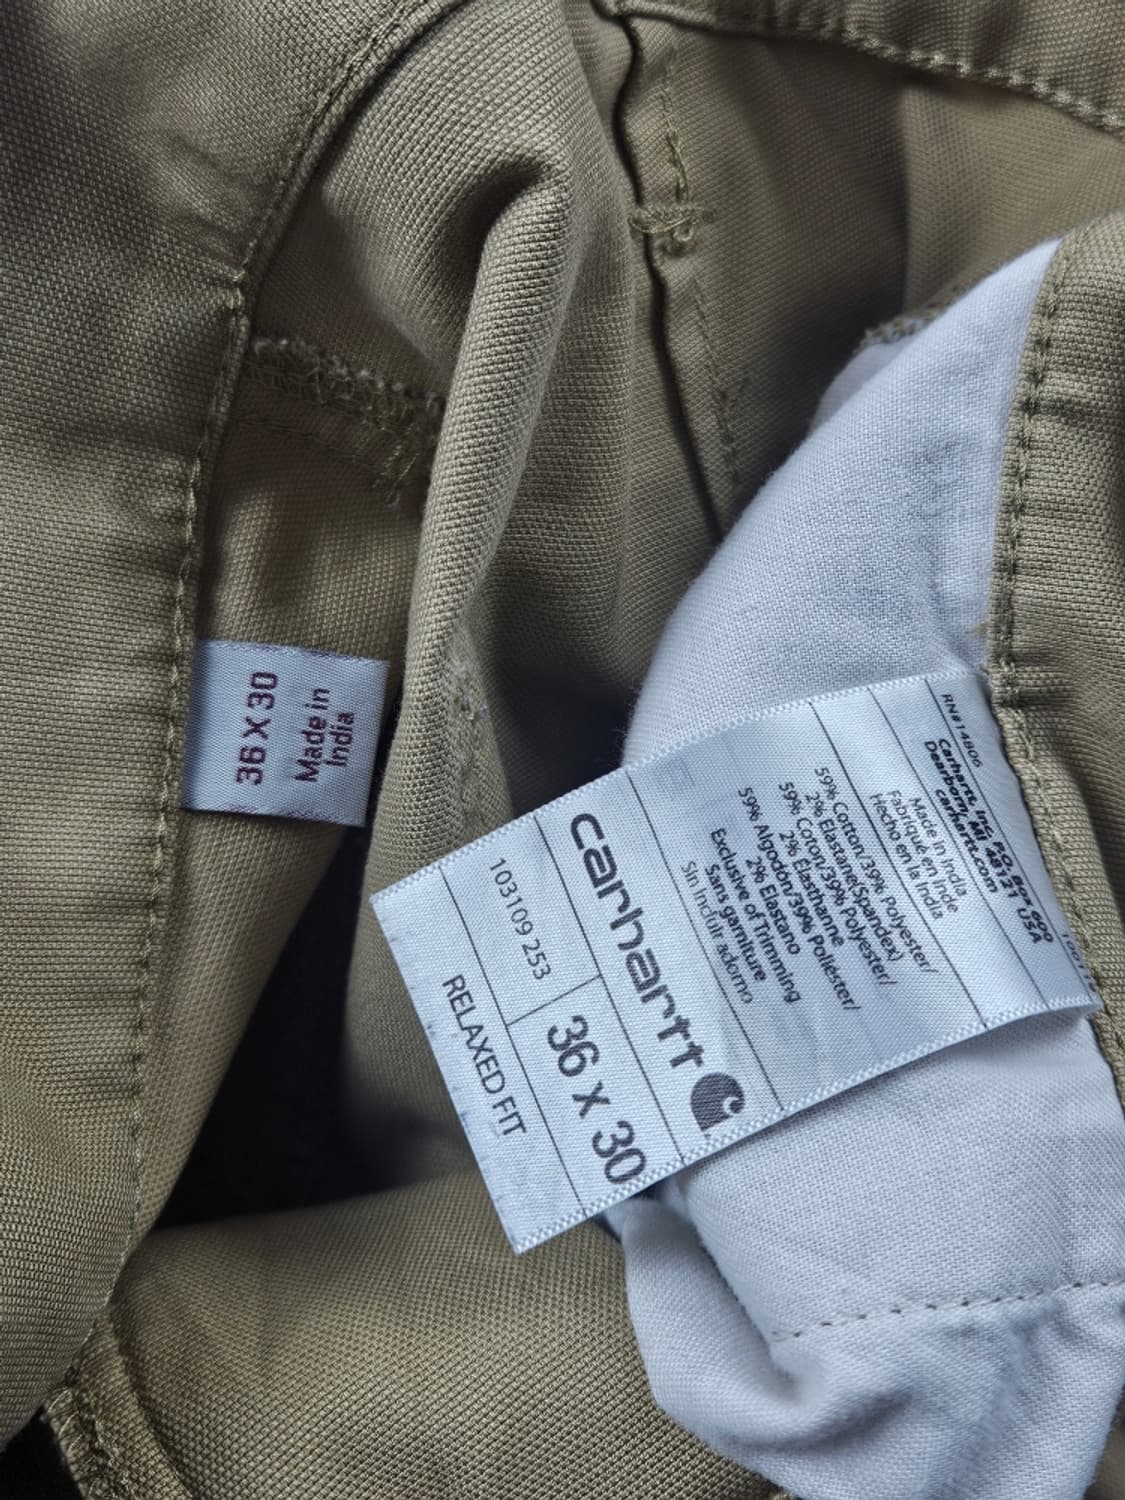 36 X 30
Made in
India
RN#14806
Carhartt, Inc. P.O. Box 600
Dearborn, MI 48121 USA
carhartt.com
Made in India
Fabriqué en Inde
Hecho en la India
59% Cotton/39% Polyester/
2% Elastane(Spandex)
59% Coton/39% Polyester/
2% Élasthanne
59% Algodón/39% Poliéster/
2% Elastano
Exclusive of Trimming
Sans garniture
Sin incluir adorno
carhartt
103109 253
36 x 30
RELAXED FIT